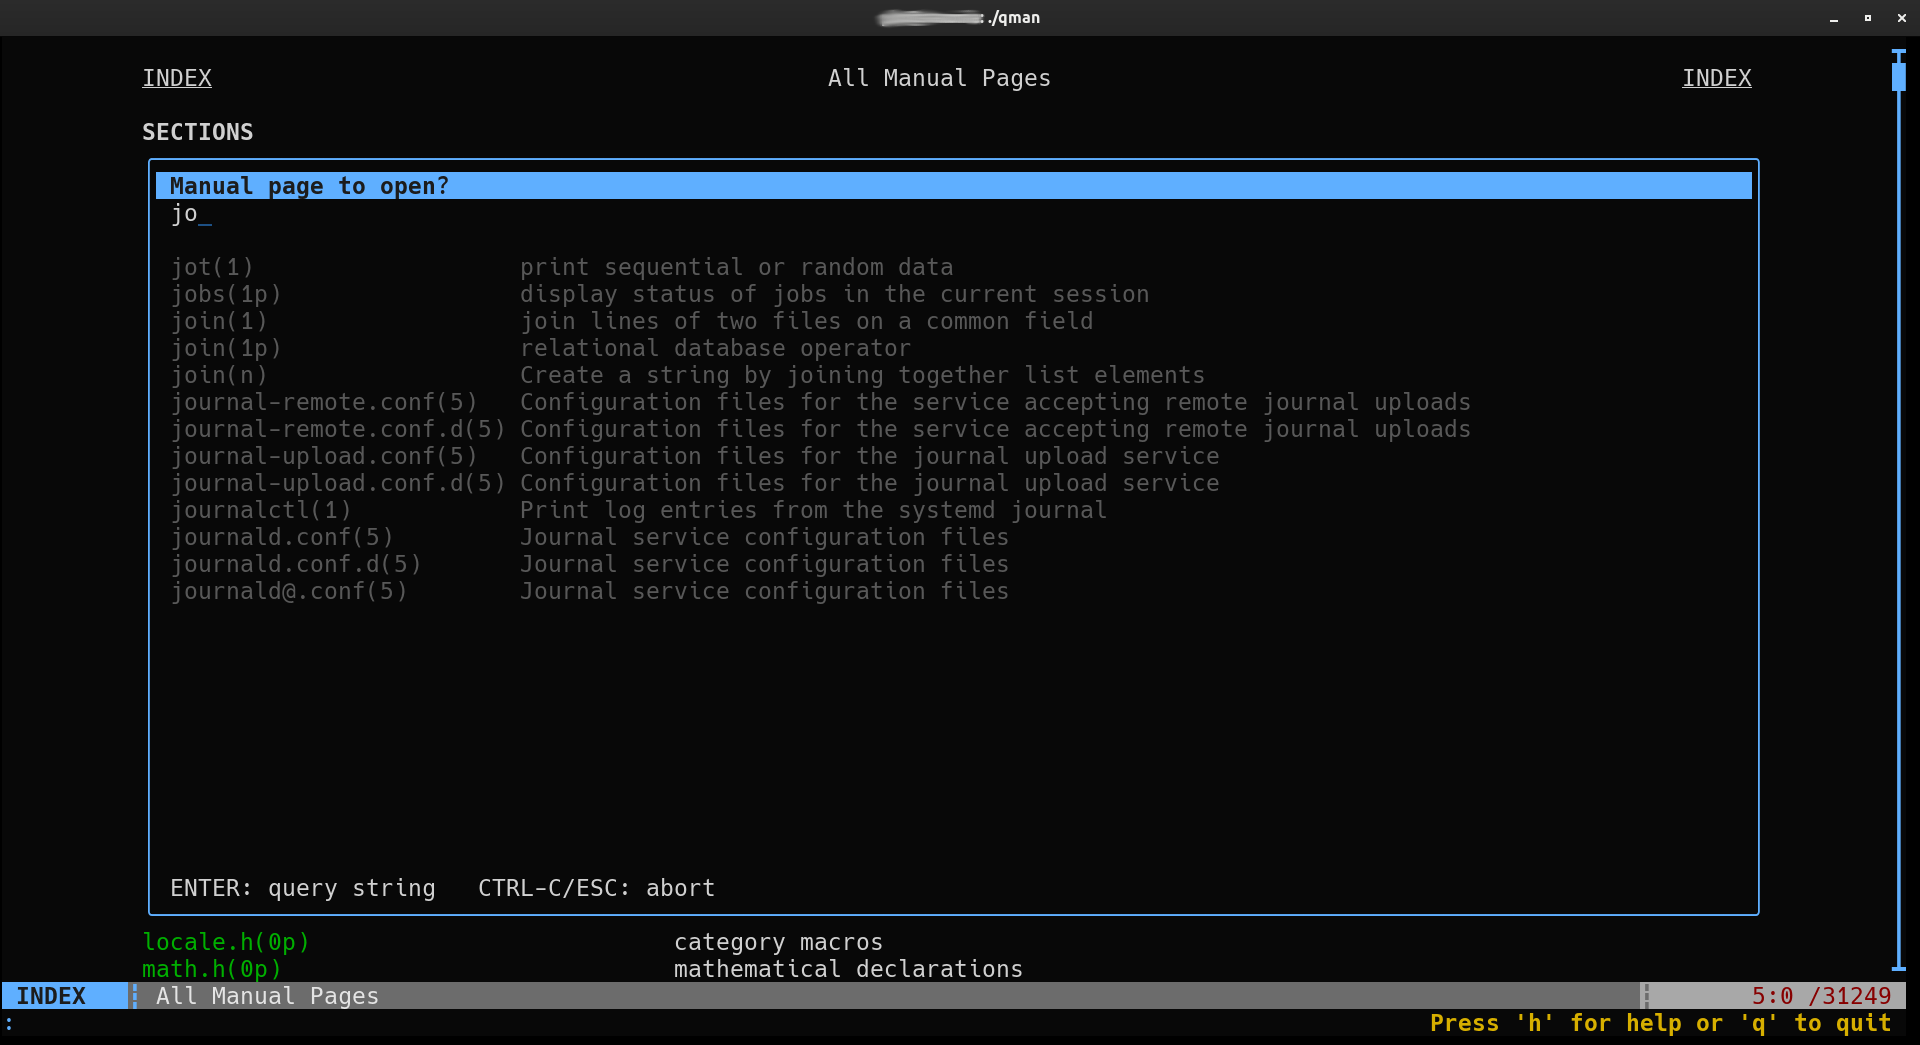 :./qman
INDEX All Manual Pages INDEX
SECTIONS
Manual page to open?
jo_
jot(1) print sequential or random data
jobs(1p) display status of jobs in the current session
join(1) join lines of two files on a common field
join(1p) relational database operator
join(n) Create a string by joining together list elements
journal-remote.conf(5) Configuration files for the service accepting remote journal uploads
journal-remote.conf.d(5) Configuration files for the service accepting remote journal uploads
journal-upload.conf(5) Configuration files for the journal upload service
journal-upload.conf.d(5) Configuration files for the journal upload service
journalctl(1) Print log entries from the systemd journal
journald.conf(5) Journal service configuration files
journald.conf.d(5) Journal service configuration files
journald@.conf(5) Journal service configuration files
ENTER: query string CTRL-C/ESC: abort
locale.h(0p) category macros
math.h(0p) mathematical declarations
INDEX All Manual Pages 5:0 /31249
: Press 'h' for help or 'q' to quit